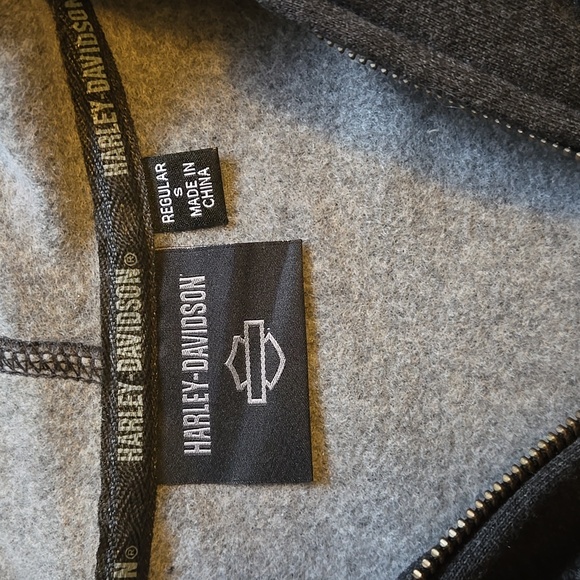 HARLEY-DAVIDSON
REGULAR
S
MADE IN
CHINA
HARLEY-DAVIDSON®
HARLEY-DAVIDSON
®